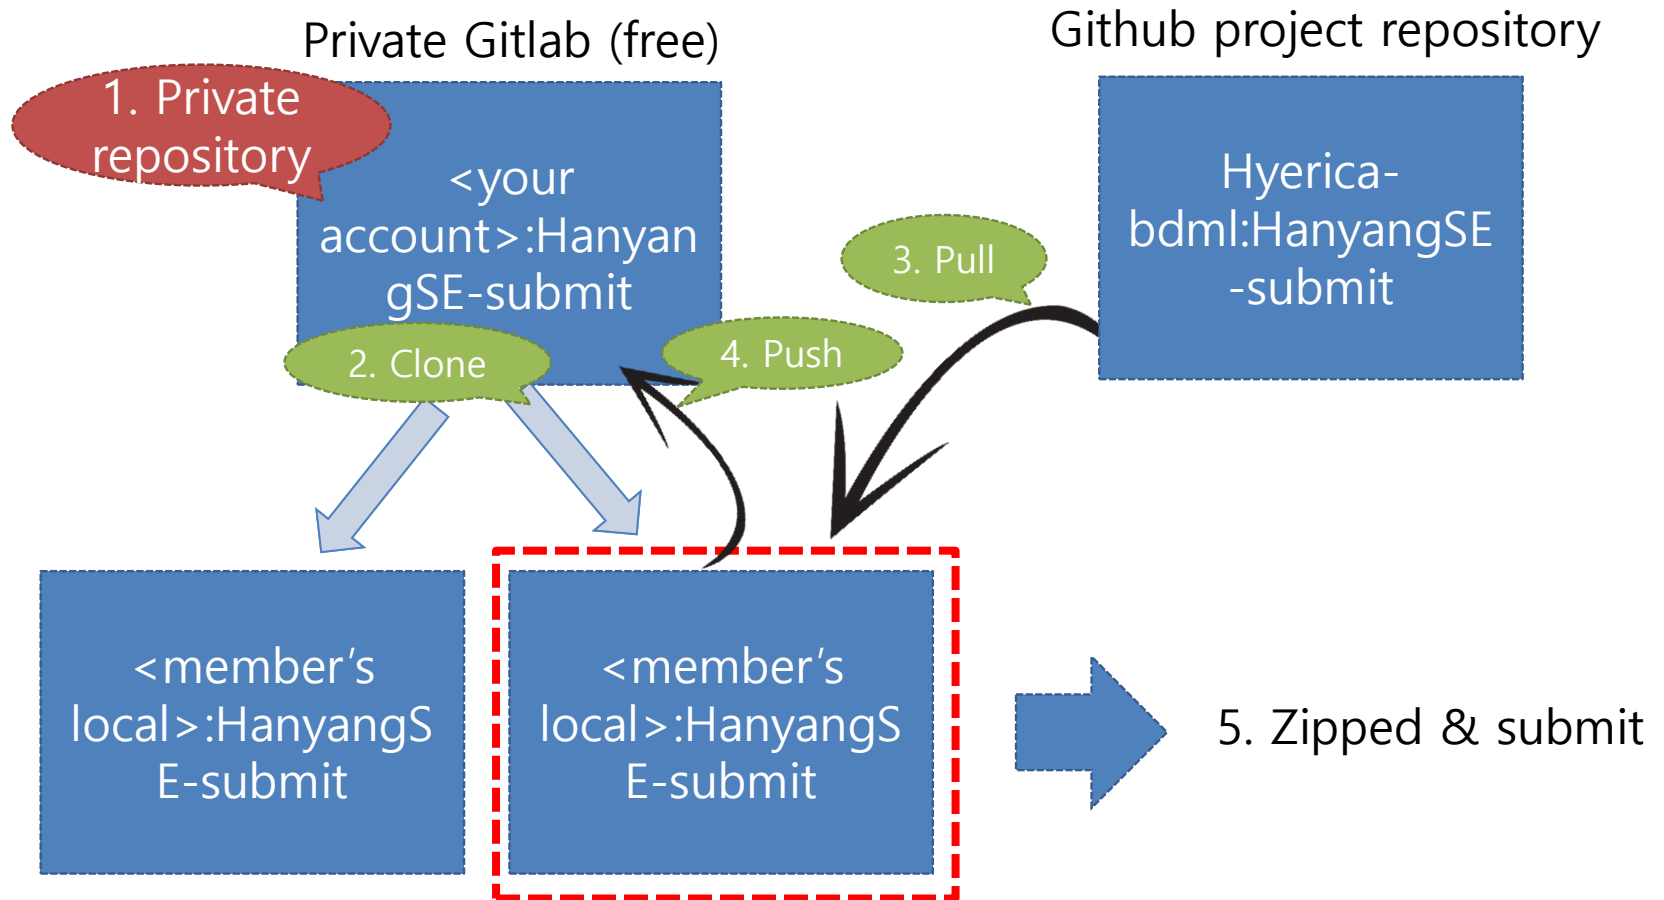 Private Gitlab (free)
Github project repository
1. Private
repository
<your
account>:Hanyan
gSE-submit
Hyerica-
bdml:HanyangSE
-submit
3. Pull
2. Clone
4. Push
<member’s
local>:HanyangS
E-submit
<member’s
local>:HanyangS
E-submit
5. Zipped & submit